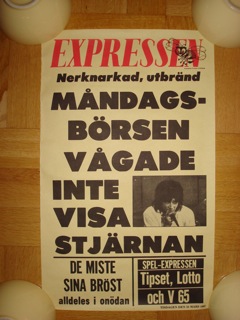 EXPRESSEN
Nerknarkad, utbränd
MÅNDAGS-
BÖRSEN
VÅGADE
INTE
VISA
STJÄRNAN
DE MISTE
SINA BRÖST
alldeles i onödan
SPEL-EXPRESSEN
Tipset, Lotto
och V 65